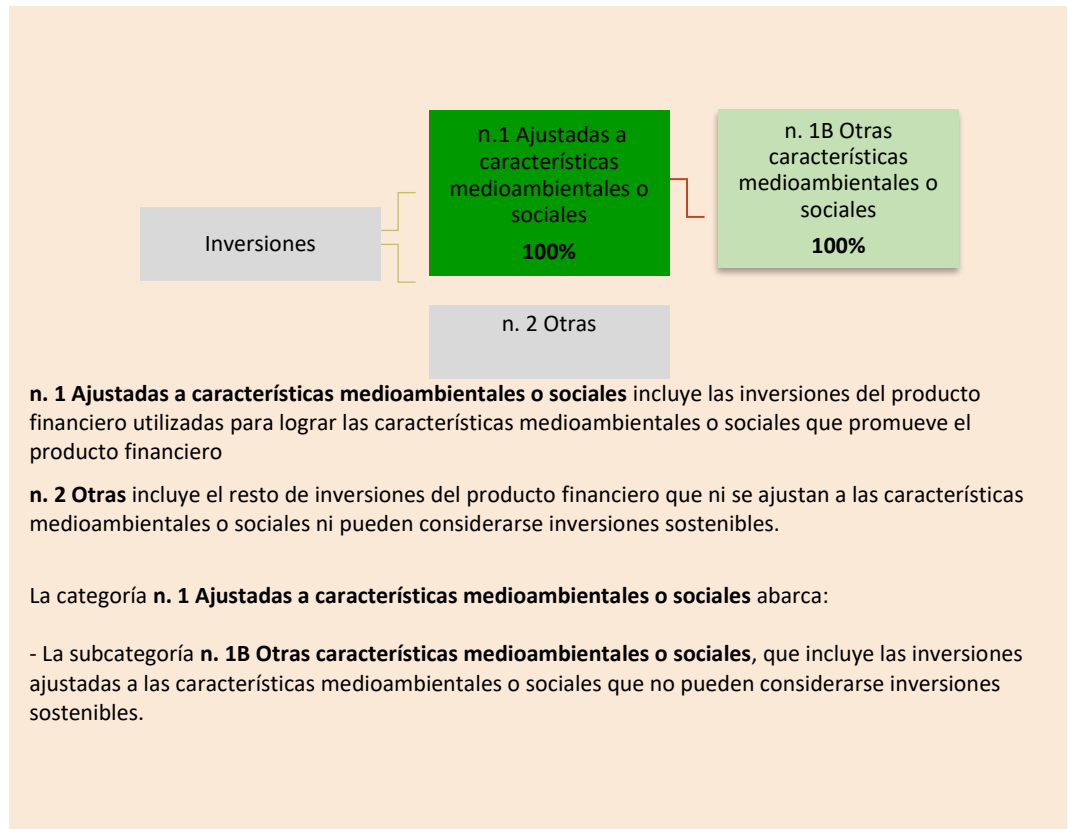 n.1 Ajustadas a
características
medioambientales o
sociales
100%
n. 1B Otras
características
medioambientales o
sociales
100%
Inversiones
n. 2 Otras
n. 1 Ajustadas a características medioambientales o sociales incluye las inversiones del producto
financiero utilizadas para lograr las características medioambientales o sociales que promueve el
producto financiero
n. 2 Otras incluye el resto de inversiones del producto financiero que ni se ajustan a las características
medioambientales o sociales ni pueden considerarse inversiones sostenibles.
La categoría n. 1 Ajustadas a características medioambientales o sociales abarca:
- La subcategoría n. 1B Otras características medioambientales o sociales, que incluye las inversiones
ajustadas a las características medioambientales o sociales que no pueden considerarse inversiones
sostenibles.